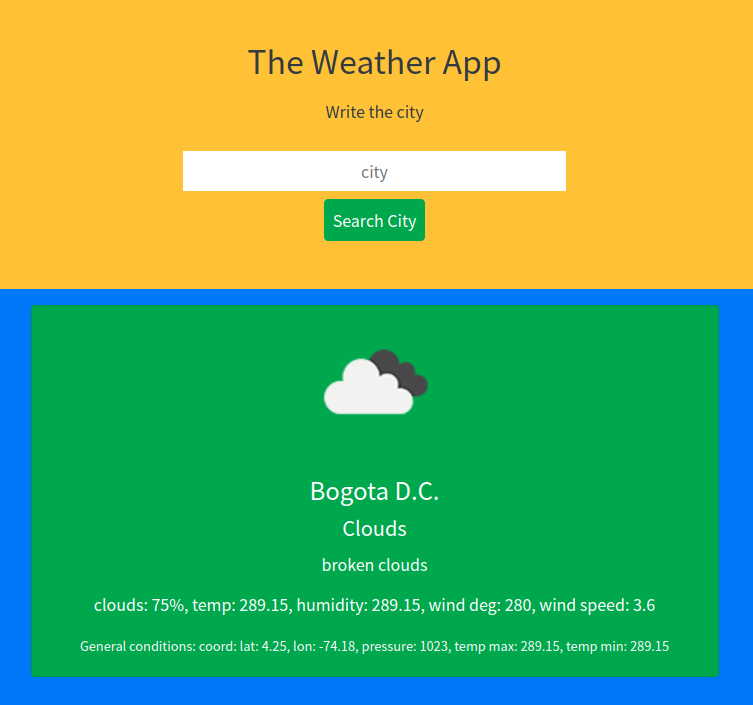 The Weather App
Write the city
city
Search City
Bogota D.C.
Clouds
broken clouds
clouds: 75%, temp: 289.15, humidity: 289.15, wind deg: 280, wind speed: 3.6
General conditions: coord: lat: 4.25, lon: -74.18, pressure: 1023, temp max: 289.15, temp min: 289.15